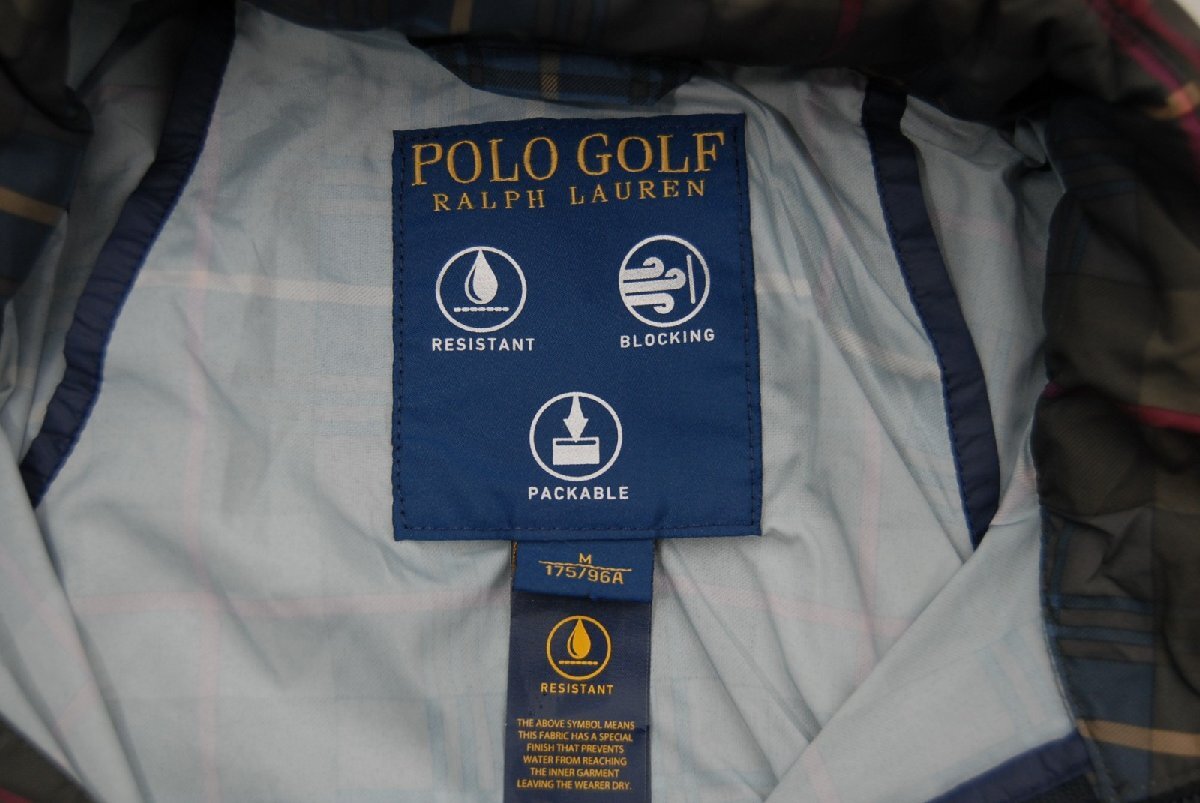 POLO GOLF
RALPH LAUREN
RESISTANT
BLOCKING
PACKABLE
M
175/96A
RESISTANT
THE ABOVE SYMBOL MEANS
THIS FABRIC HAS A SPECIAL
FINISH THAT PREVENTS
WATER FROM REACHING
THE INNER GARMENT
LEAVING THE WEARER DRY.